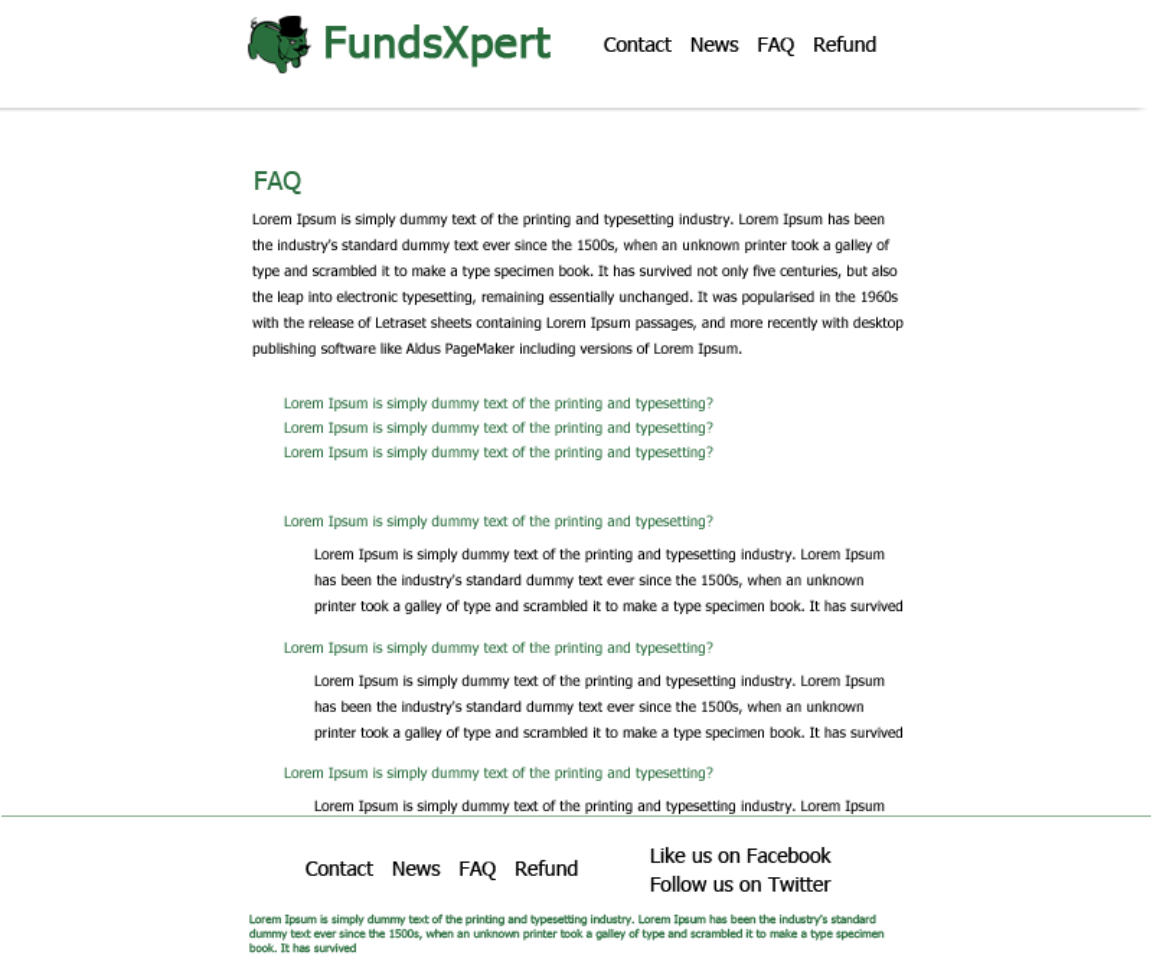 FundsXpert
Contact News FAQ Refund
FAQ
Lorem Ipsum is simply dummy text of the printing and typesetting industry. Lorem Ipsum has been
the industry's standard dummy text ever since the 1500s, when an unknown printer took a galley of
type and scrambled it to make a type specimen book. It has survived not only five centuries, but also
the leap into electronic typesetting, remaining essentially unchanged. It was popularised in the 1960s
with the release of Letraset sheets containing Lorem Ipsum passages, and more recently with desktop
publishing software like Aldus PageMaker including versions of Lorem Ipsum.
Lorem Ipsum is simply dummy text of the printing and typesetting?
Lorem Ipsum is simply dummy text of the printing and typesetting?
Lorem Ipsum is simply dummy text of the printing and typesetting?
Lorem Ipsum is simply dummy text of the printing and typesetting?
Lorem Ipsum is simply dummy text of the printing and typesetting industry. Lorem Ipsum
has been the industry's standard dummy text ever since the 1500s, when an unknown
printer took a galley of type and scrambled it to make a type specimen book. It has survived
Lorem Ipsum is simply dummy text of the printing and typesetting?
Lorem Ipsum is simply dummy text of the printing and typesetting industry. Lorem Ipsum
has been the industry's standard dummy text ever since the 1500s, when an unknown
printer took a galley of type and scrambled it to make a type specimen book. It has survived
Lorem Ipsum is simply dummy text of the printing and typesetting?
Lorem Ipsum is simply dummy text of the printing and typesetting industry. Lorem Ipsum
Contact News FAQ Refund
Like us on Facebook
Follow us on Twitter
Lorem Ipsum is simply dummy text of the printing and typesetting industry. Lorem Ipsum has been the industry's standard
dummy text ever since the 1500s, when an unknown printer took a galley of type and scrambled it to make a type specimen
book. It has survived